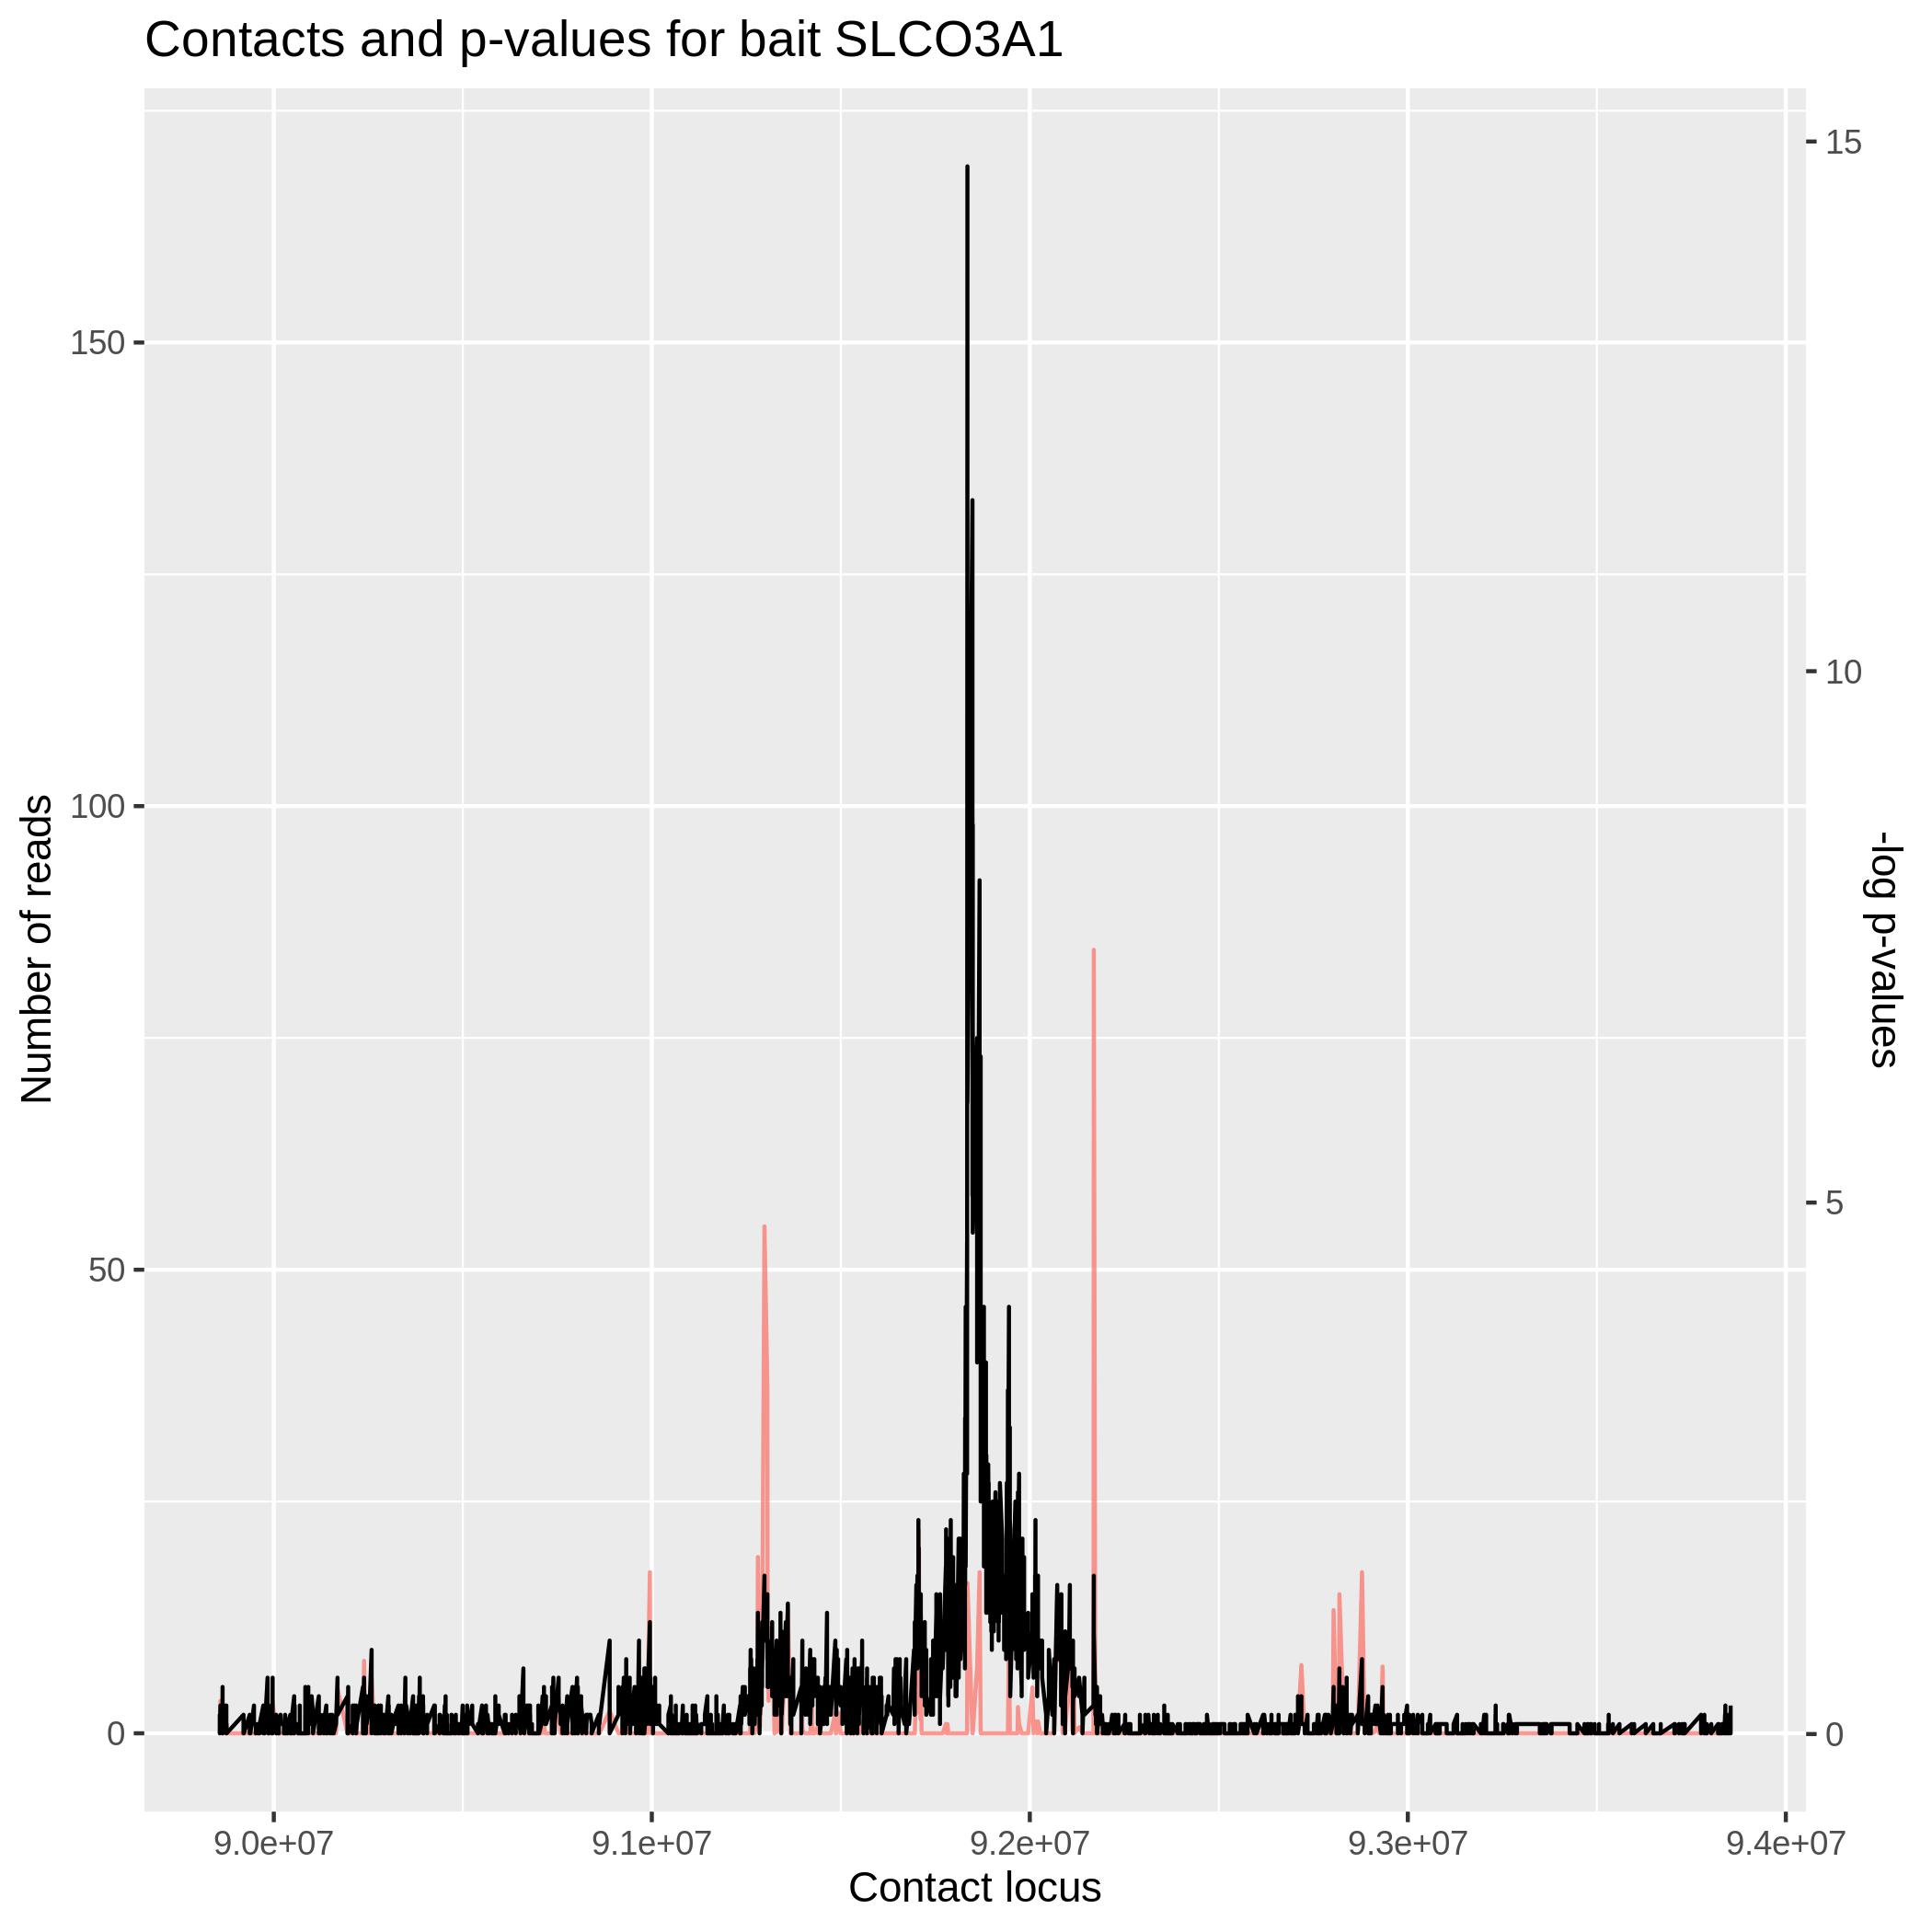 Contacts and p-values for bait SLCO3A1
Number of reads
150
100
50
0
15
10
5
0
-log p-values
9.0e+07
9.1e+07
9.2e+07
9.3e+07
9.4e+07
Contact locus